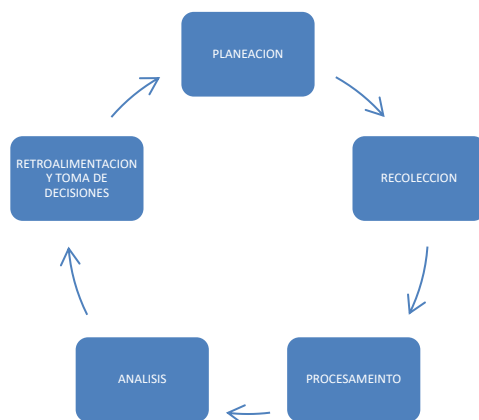 PLANEACION
RECOLECCION
PROCESAMEINTO
ANALISIS
RETROALIMENTACION
Y TOMA DE
DECISIONES